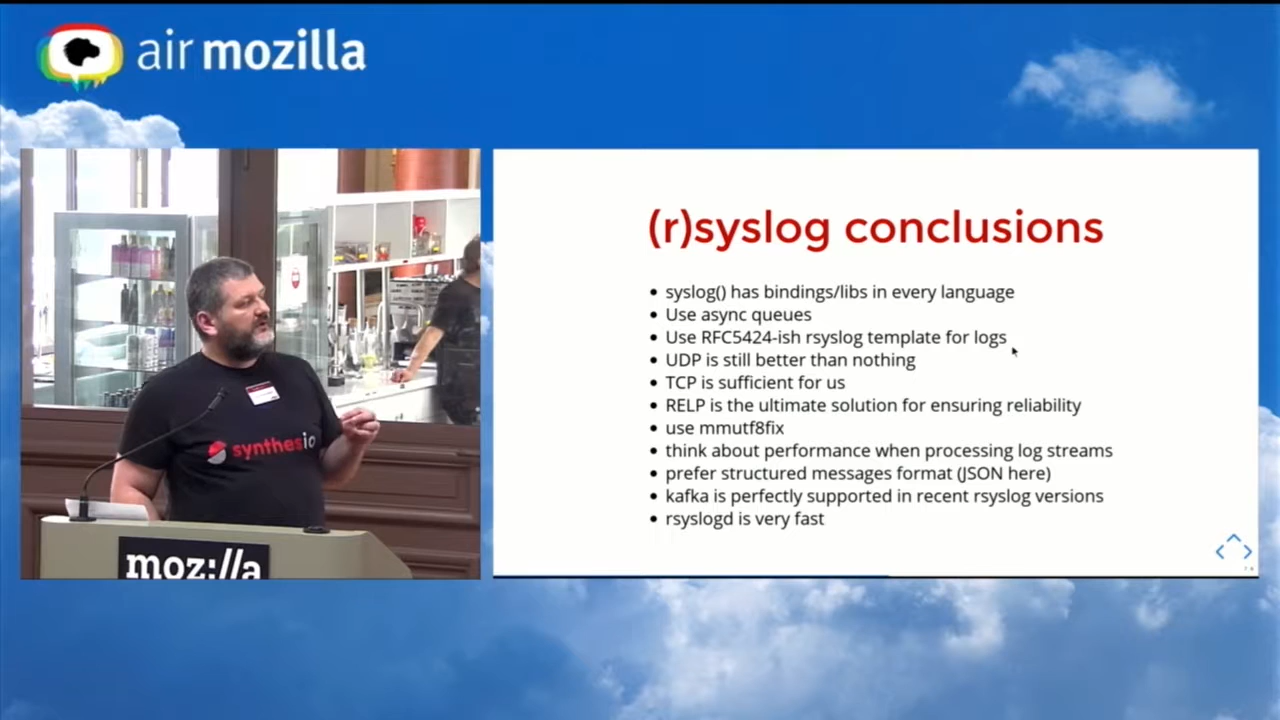 air mozilla
synthesio
moz://a
(r)syslog conclusions
syslog() has bindings/libs in every language
Use async queues
Use RFC5424-ish rsyslog template for logs
UDP is still better than nothing
TCP is sufficient for us
RELP is the ultimate solution for ensuring reliability
use mmutf8fix
think about performance when processing log streams
prefer structured messages format (JSON here)
kafka is perfectly supported in recent rsyslog versions
rsyslogd is very fast